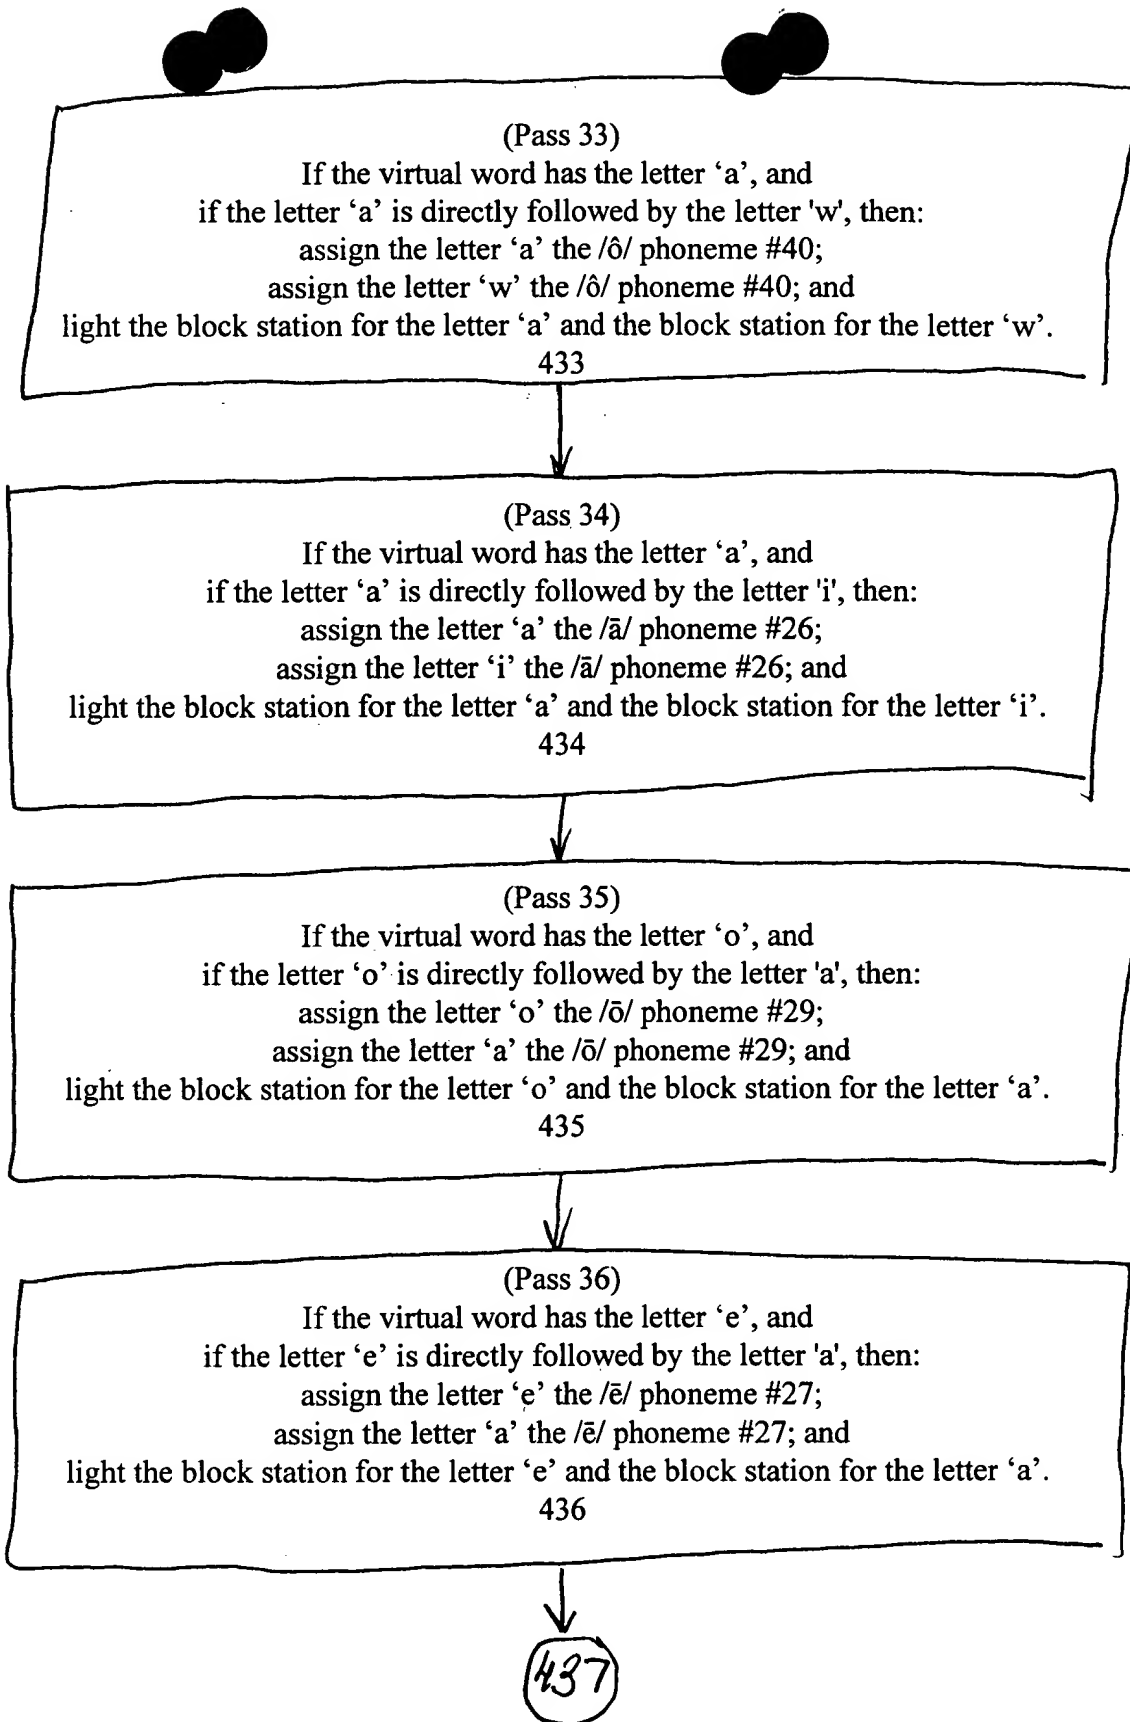 (Pass 33)
If the virtual word has the letter ‘a’, and
if the letter ‘a’ is directly followed by the letter 'w', then:
assign the letter ‘a’ the /ô/ phoneme #40;
assign the letter ‘w’ the /ô/ phoneme #40; and
light the block station for the letter ‘a’ and the block station for the letter ‘w’.
433
(Pass 34)
If the virtual word has the letter ‘a’, and
if the letter ‘a’ is directly followed by the letter 'i', then:
assign the letter ‘a’ the /ā/ phoneme #26;
assign the letter ‘i’ the /ā/ phoneme #26; and
light the block station for the letter ‘a’ and the block station for the letter ‘i’.
434
(Pass 35)
If the virtual word has the letter ‘o’, and
if the letter ‘o’ is directly followed by the letter 'a', then:
assign the letter ‘o’ the /ō/ phoneme #29;
assign the letter ‘a’ the /ō/ phoneme #29; and
light the block station for the letter ‘o’ and the block station for the letter ‘a’.
435
(Pass 36)
If the virtual word has the letter ‘e’, and
if the letter ‘e’ is directly followed by the letter 'a', then:
assign the letter ‘e’ the /ē/ phoneme #27;
assign the letter ‘a’ the /ē/ phoneme #27; and
light the block station for the letter ‘e’ and the block station for the letter ‘a’.
436
437